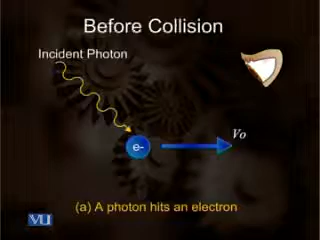 Before Collision
Incident Photon
e-
Vo
(a) A photon hits an electron
VU